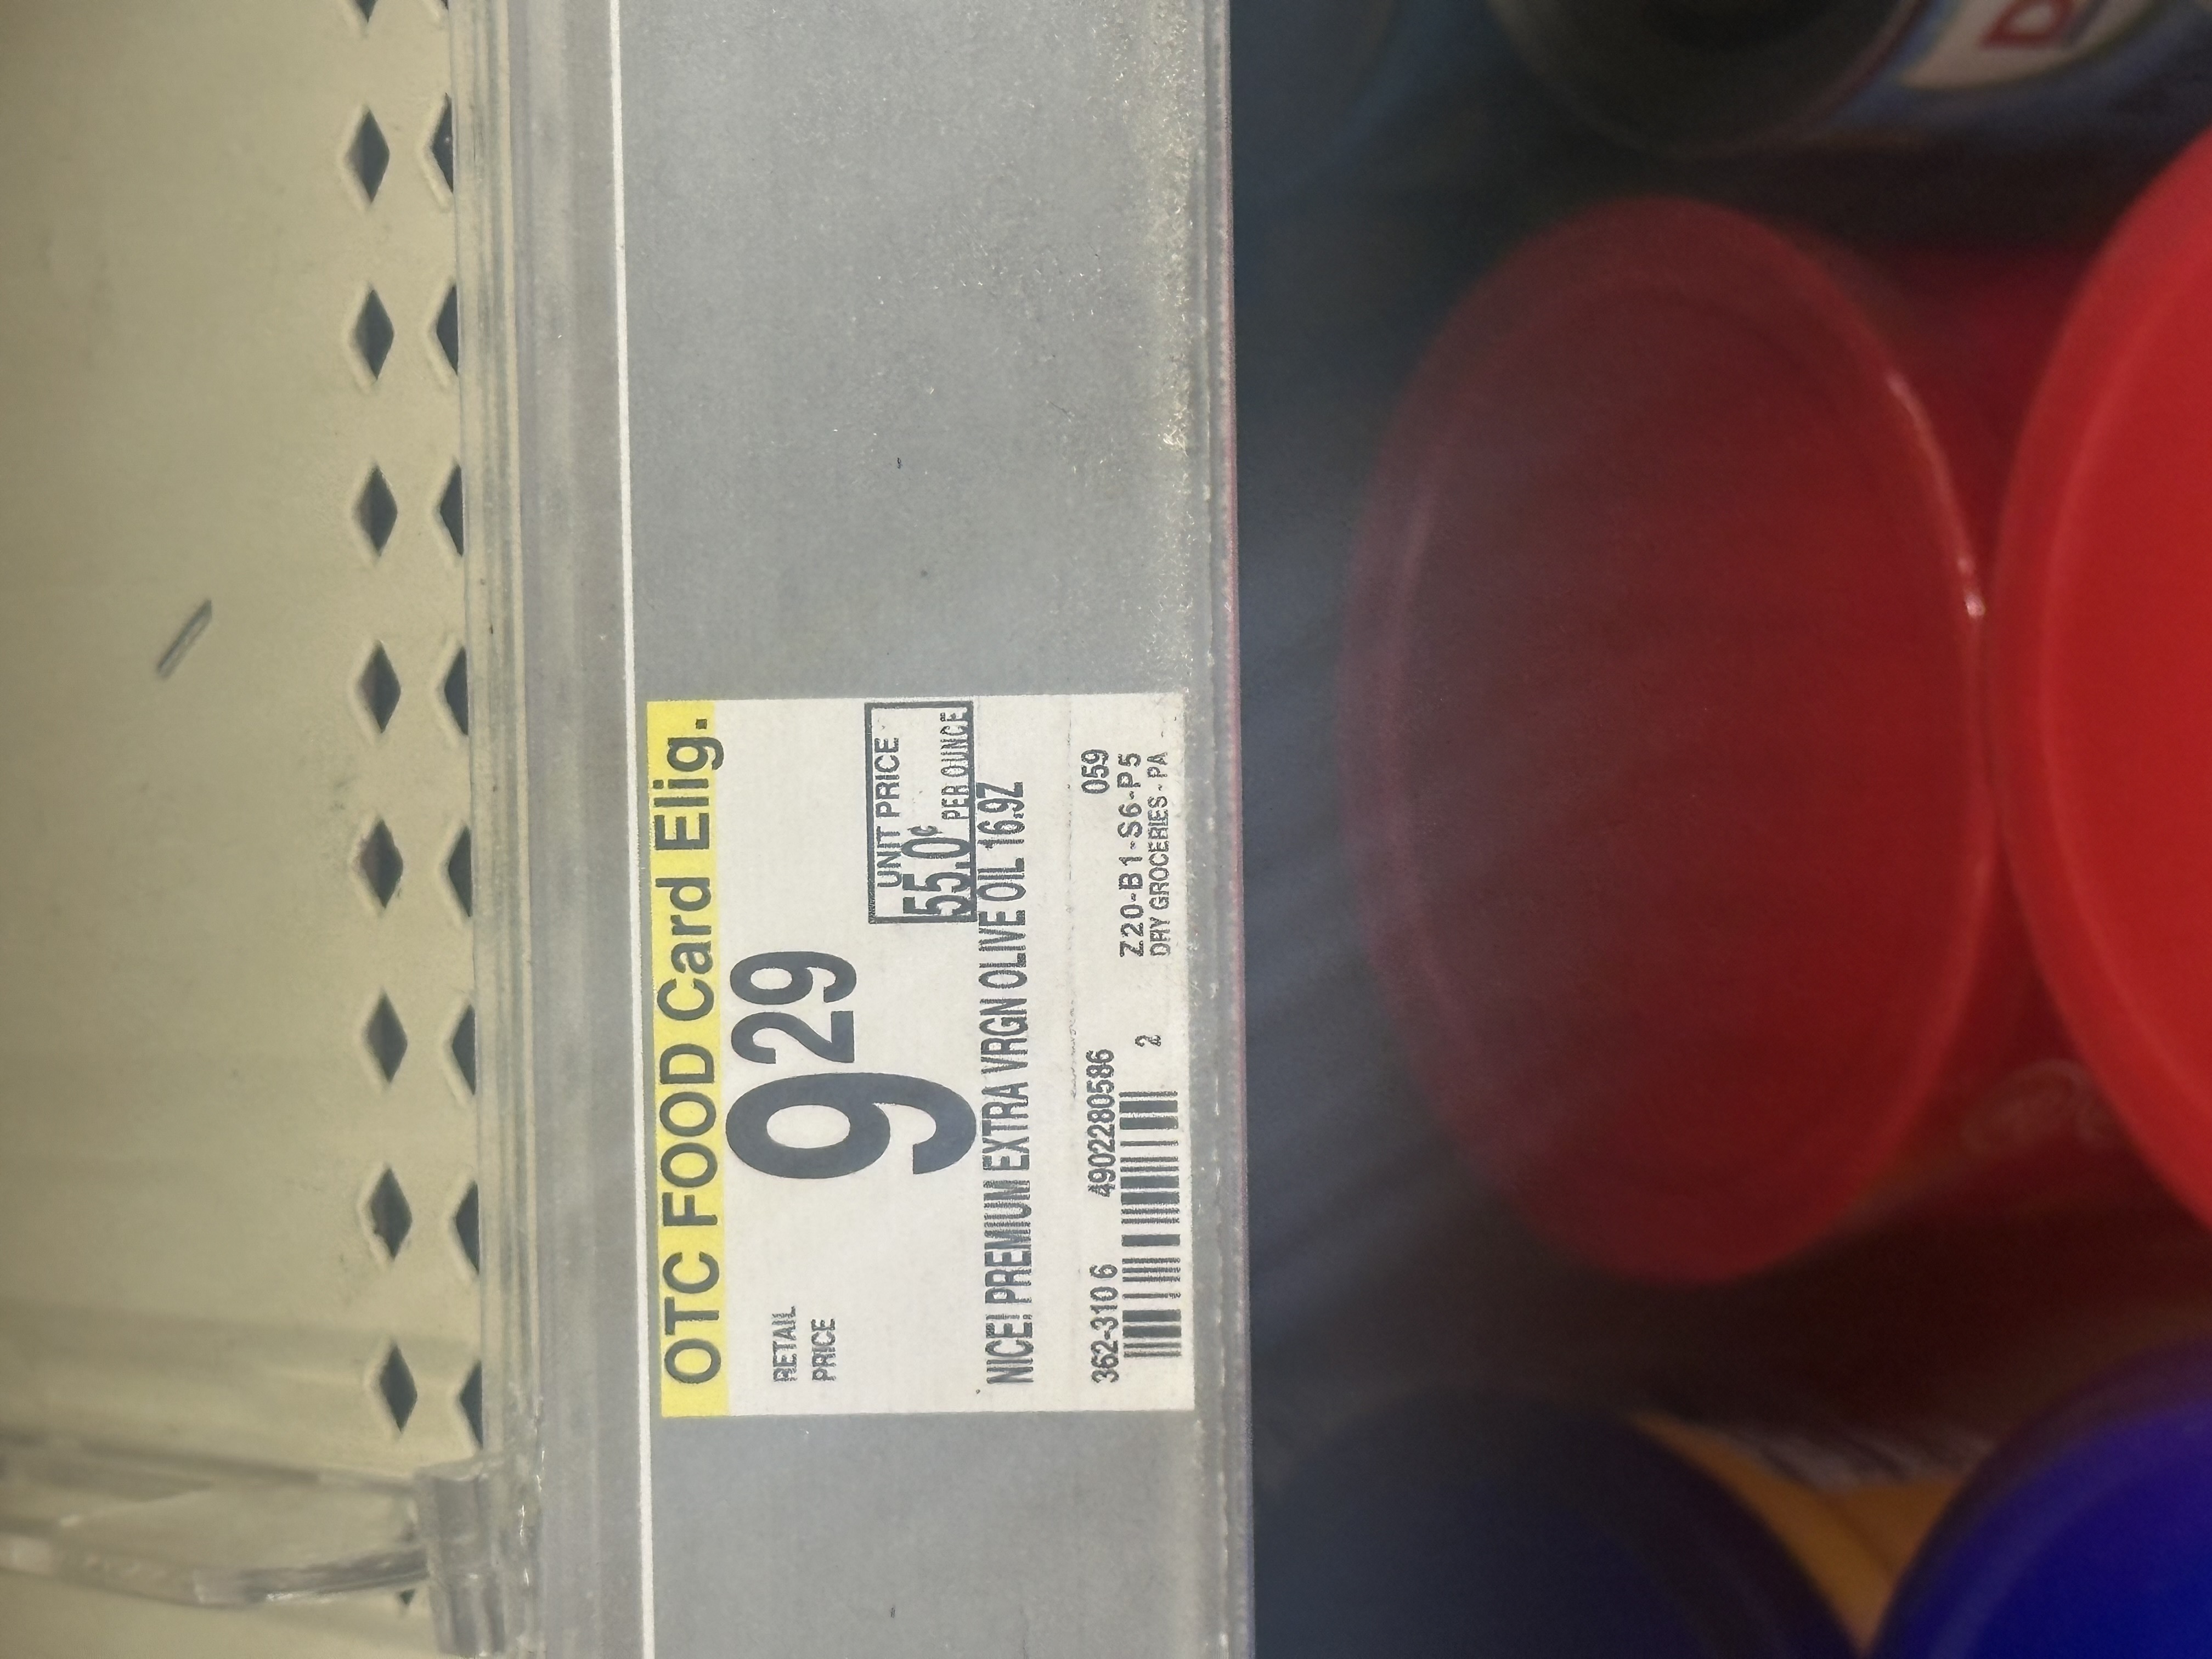 OTC FOOD Card Elig.
RETAIL
PRICE
9 29
UNIT PRICE
55.0¢ PER OUNCE
NICE! PREMIUM EXTRA VRGN OLIVE OIL 16.9Z
362-310 6 4902280586 059
2 Z20-B1-S6-P5
DRY GROCERIES-PA